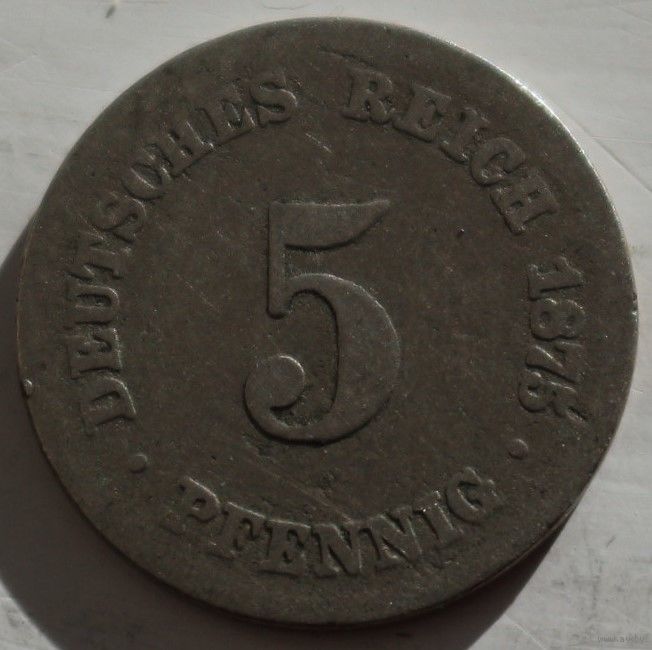 DEUTSCHES REICH 1875
5
· PFENNIG ·